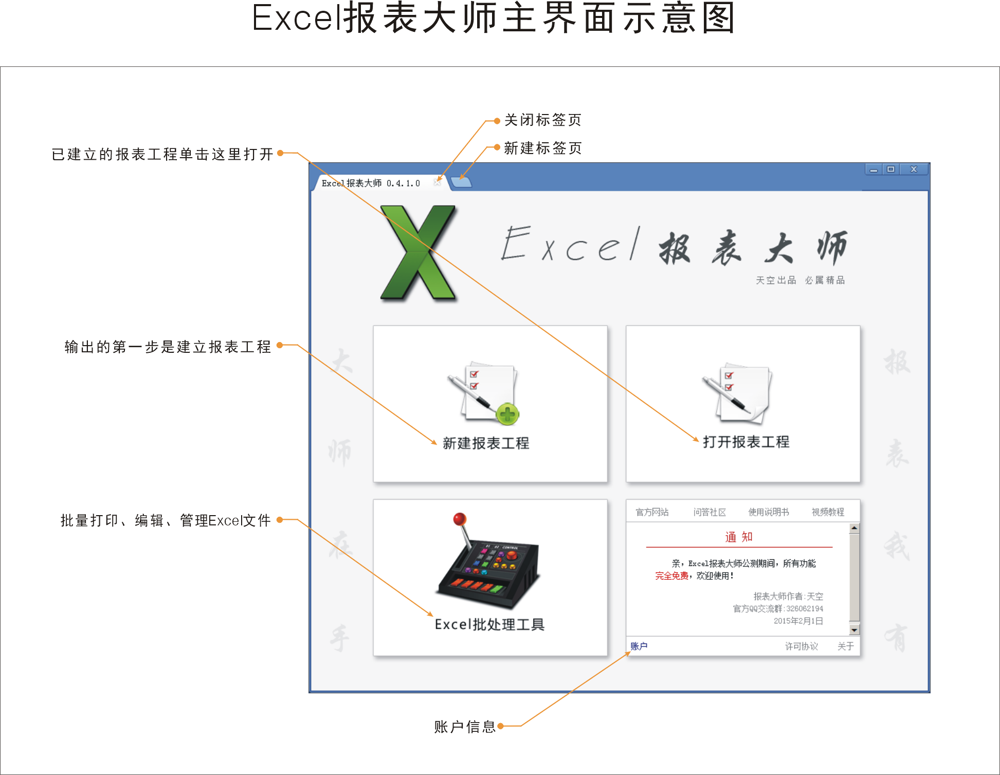 Excel报表大师主界面示意图
关闭标签页
新建标签页
已建立的报表工程单击这里打开
Excel报表大师 0.4.1.0
Excel 报表大师
天空出品 必属精品
输出的第一步是建立报表工程
大
报
新建报表工程
打开报表工程
师
表
批量打印、编辑、管理Excel文件
官方网站 问答社区 使用说明书 视频教程
通 知
亲，Excel报表大师公测期间，所有功能
完全免费，欢迎使用！
报表大师作者:天空
官方QQ交流群:326062194
2015年2月1日
在
我
01 02 CONTROL
Excel批处理工具
手
有
账户 许可协议 关于
账户信息